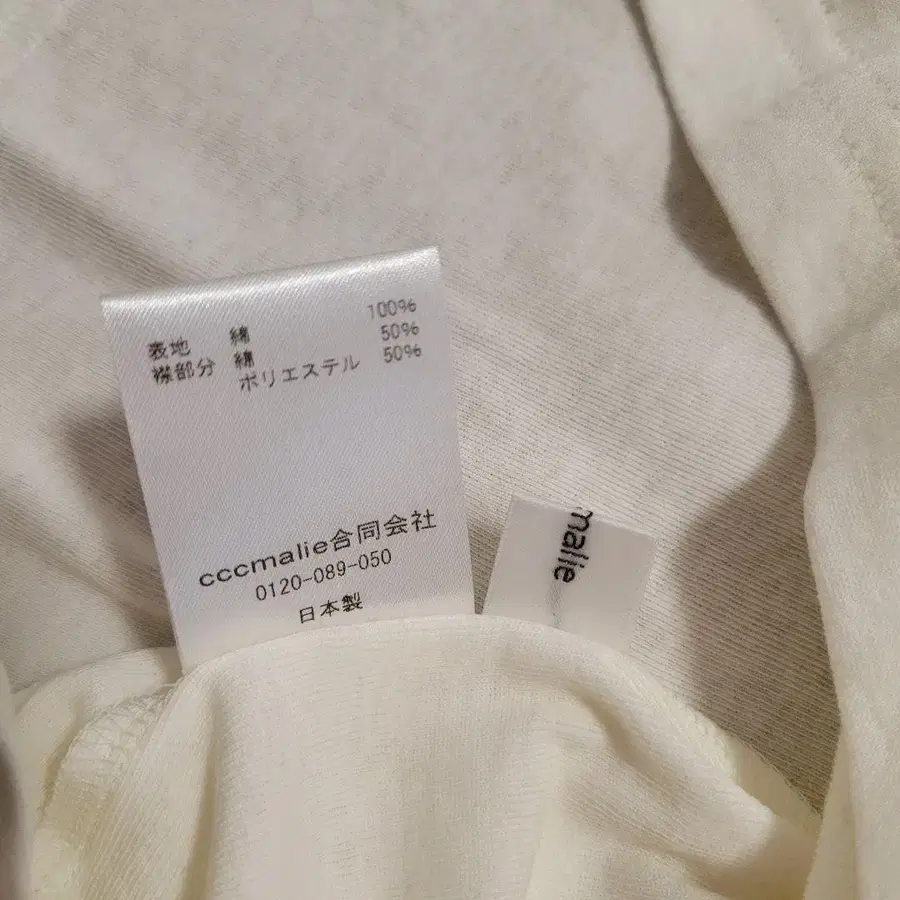 表地 綿 100%
襟部分 綿 50%
ポリエステル 50%
cccmalie合同会社
0120-089-050
日本製
malie